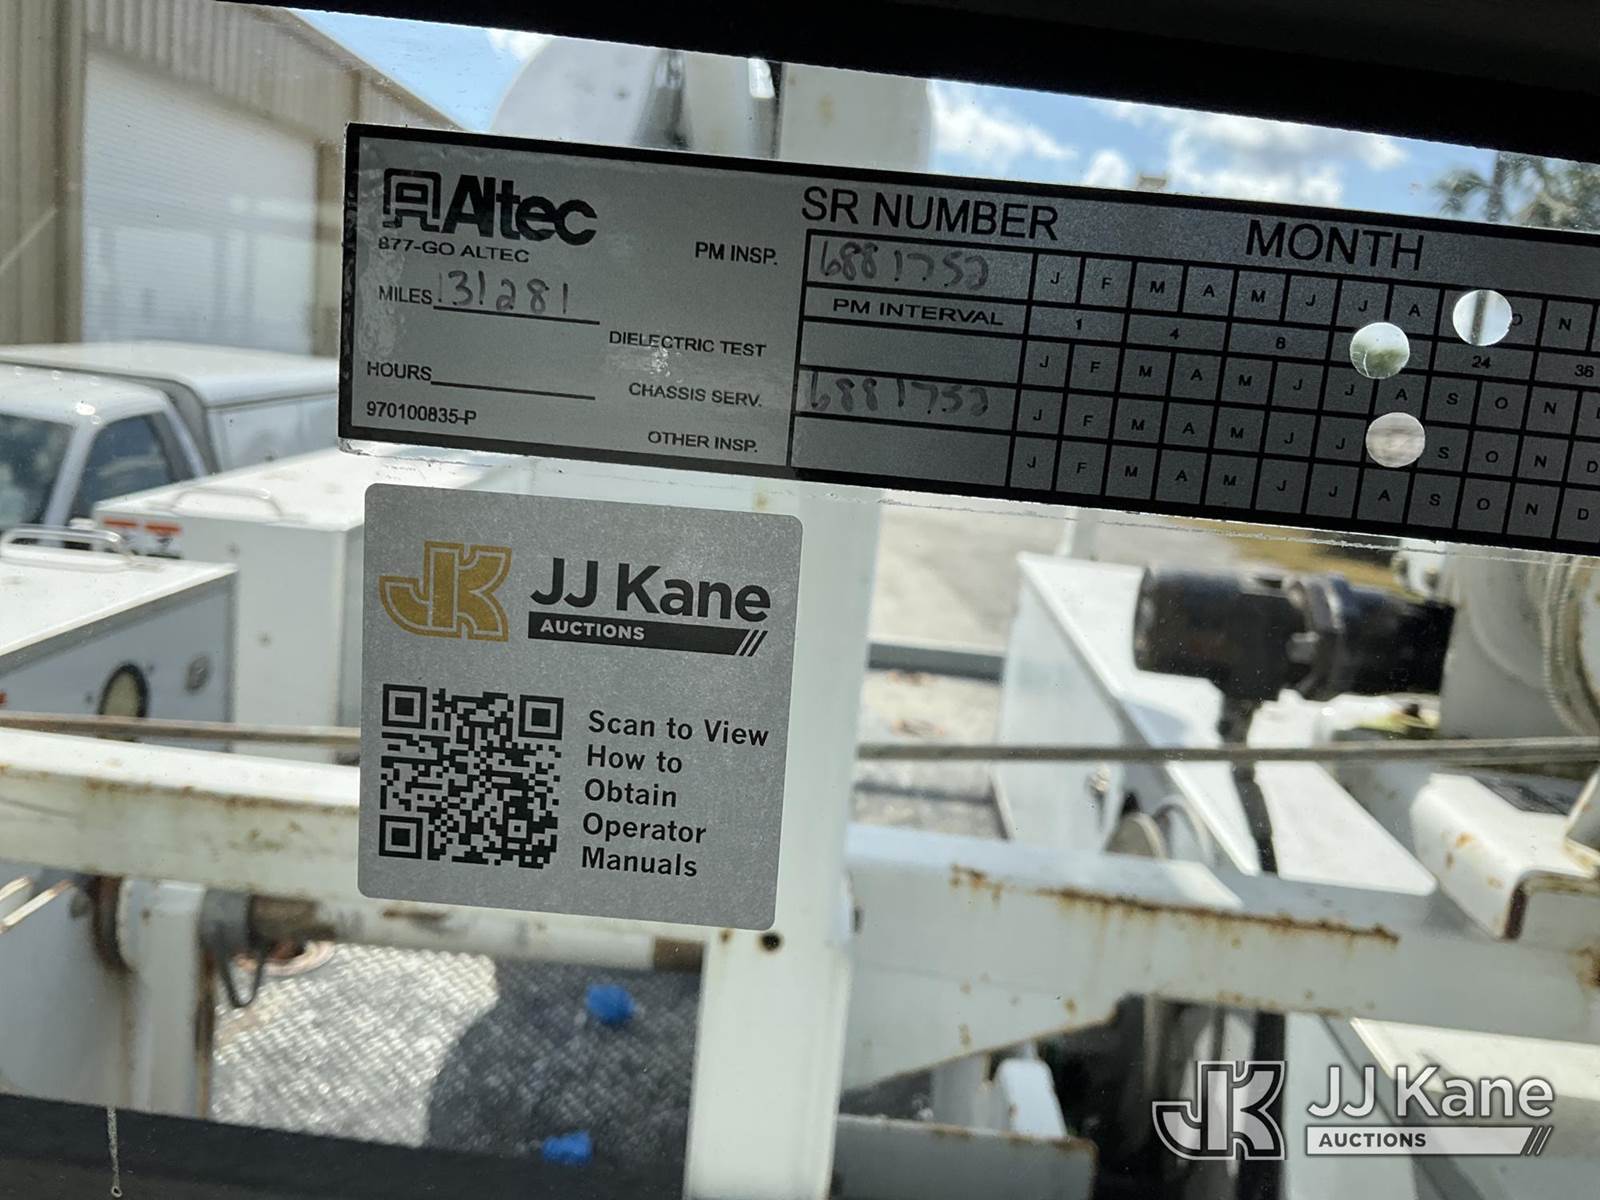 Altec
877-GO ALTEC
MILES 131281
HOURS
970100835-P
PM INSP.
DIELECTRIC TEST
CHASSIS SERV.
OTHER INSP.
SR NUMBER MONTH
6881752 J F M A M J J A O N
PM INTERVAL 1 4 8 24 36
J F M A M J J A S O N
6881752 J F M A M J J S O N D
J F M A M J J A S O N D
JJ Kane
AUCTIONS
Scan to View
How to
Obtain
Operator
Manuals
JJ Kane
AUCTIONS